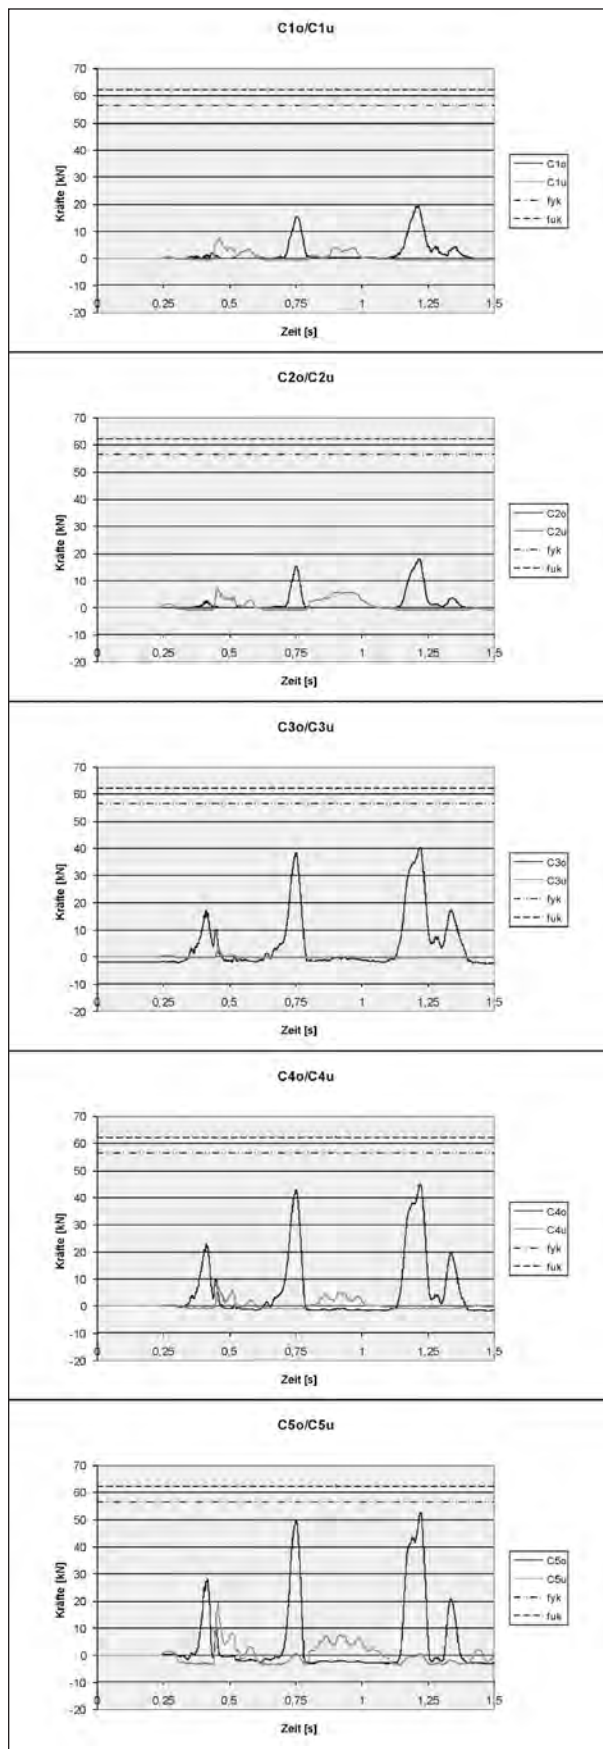 C1o/C1u
70
60
50
40
30
20
10
0
-10
-20
Kräfte [kN]
0 0,25 0,5 0,75 1 1,25 1,5
Zeit [s]
C1o
C1u
fyk
fuk
C2o/C2u
70
60
50
40
30
20
10
0
-10
-20
Kräfte [kN]
0 0,25 0,5 0,75 1 1,25 1,5
Zeit [s]
C2o
C2u
fyk
fuk
C3o/C3u
70
60
50
40
30
20
10
0
-10
-20
Kräfte [kN]
0 0,25 0,5 0,75 1 1,25 1,5
Zeit [s]
C3o
C3u
fyk
fuk
C4o/C4u
70
60
50
40
30
20
10
0
-10
-20
Kräfte [kN]
0 0,25 0,5 0,75 1 1,25 1,5
Zeit [s]
C4o
C4u
fyk
fuk
C5o/C5u
70
60
50
40
30
20
10
0
-10
-20
Kräfte [kN]
0 0,25 0,5 0,75 1 1,25 1,5
Zeit [s]
C5o
C5u
fyk
fuk